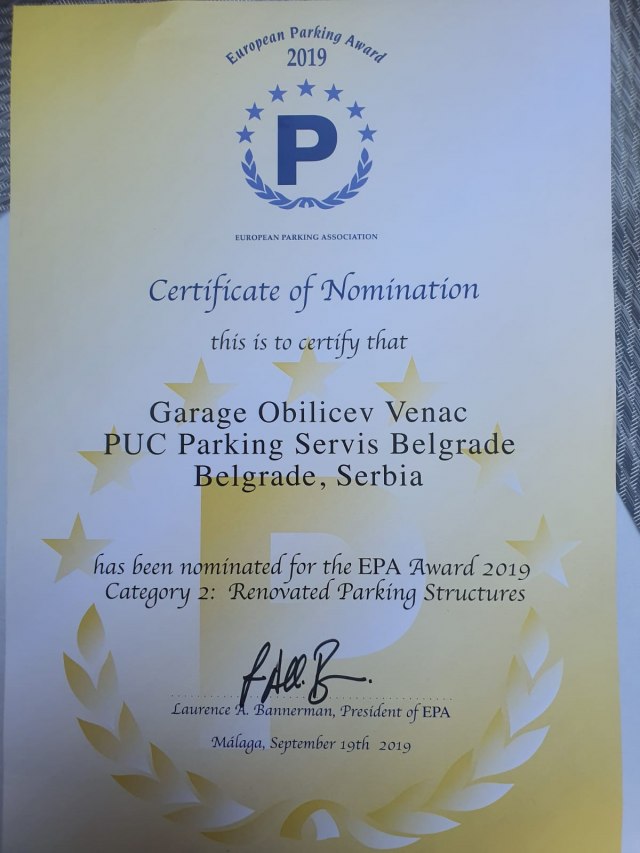 European Parking Award
2019
P
EUROPEAN PARKING ASSOCIATION
Certificate of Nomination
this is to certify that
Garage Obilicev Venac
PUC Parking Servis Belgrade
Belgrade, Serbia
has been nominated for the EPA Award 2019
Category 2: Renovated Parking Structures
Laurence A. Bannerman, President of EPA
Málaga, September 19th 2019